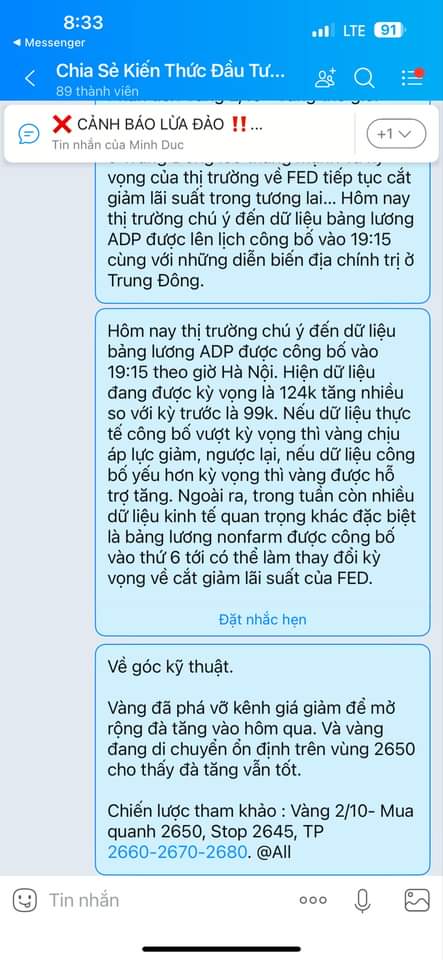 8:33
LTE
91
Messenger
Chia Sẻ Kiến Thức Đầu Tư...
89 thành viên
❌ CẢNH BÁO LỪA ĐẢO ‼️...
Tin nhắn của Minh Duc
+1
vọng của thị trường về FED tiếp tục cắt
giảm lãi suất trong tương lai... Hôm nay
thị trường chú ý đến dữ liệu bảng lương
ADP được lên lịch công bố vào 19:15
cùng với những diễn biến địa chính trị ở
Trung Đông.
Hôm nay thị trường chú ý đến dữ liệu
bảng lương ADP được công bố vào
19:15 theo giờ Hà Nội. Hiện dữ liệu
đang được kỳ vọng là 124k tăng nhiều
so với kỳ trước là 99k. Nếu dữ liệu thực
tế công bố vượt kỳ vọng thì vàng chịu
áp lực giảm, ngược lại, nếu dữ liệu công
bố yếu hơn kỳ vọng thì vàng được hỗ
trợ tăng. Ngoài ra, trong tuần còn nhiều
dữ liệu kinh tế quan trọng khác đặc biệt
là bảng lương nonfarm được công bố
vào thứ 6 tới có thể làm thay đổi kỳ
vọng về cắt giảm lãi suất của FED.
Đặt nhắc hẹn
Về góc kỹ thuật.
Vàng đã phá vỡ kênh giá giảm để mở
rộng đà tăng vào hôm qua. Và vàng
đang di chuyển ổn định trên vùng 2650
cho thấy đà tăng vẫn tốt.
Chiến lược tham khảo : Vàng 2/10- Mua
quanh 2650, Stop 2645, TP
2660-2670-2680. @All
Tin nhắn